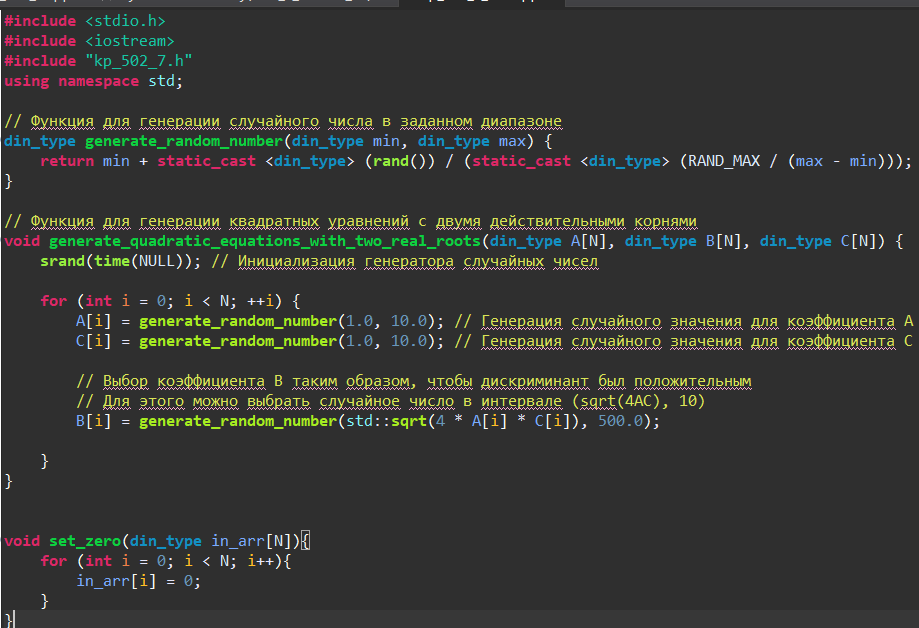 #include <stdio.h>
#include <iostream>
#include "kp_502_7.h"
using namespace std;
// Функция для генерации случайного числа в заданном диапазоне
din_type generate_random_number(din_type min, din_type max) {
return min + static_cast <din_type> (rand()) / (static_cast <din_type> (RAND_MAX / (max - min)));
}
// Функция для генерации квадратных уравнений с двумя действительными корнями
void generate_quadratic_equations_with_two_real_roots(din_type A[N], din_type B[N], din_type C[N]) {
srand(time(NULL)); // Инициализация генератора случайных чисел
for (int i = 0; i < N; ++i) {
A[i] = generate_random_number(1.0, 10.0); // Генерация случайного значения для коэффициента A
C[i] = generate_random_number(1.0, 10.0); // Генерация случайного значения для коэффициента C
// Выбор коэффициента B таким образом, чтобы дискриминант был положительным
// Для этого можно выбрать случайное число в интервале (sqrt(4AC), 10)
B[i] = generate_random_number(std::sqrt(4 * A[i] * C[i]), 500.0);
}
}
void set_zero(din_type in_arr[N]){
for (int i = 0; i < N; i++){
in_arr[i] = 0;
}
}